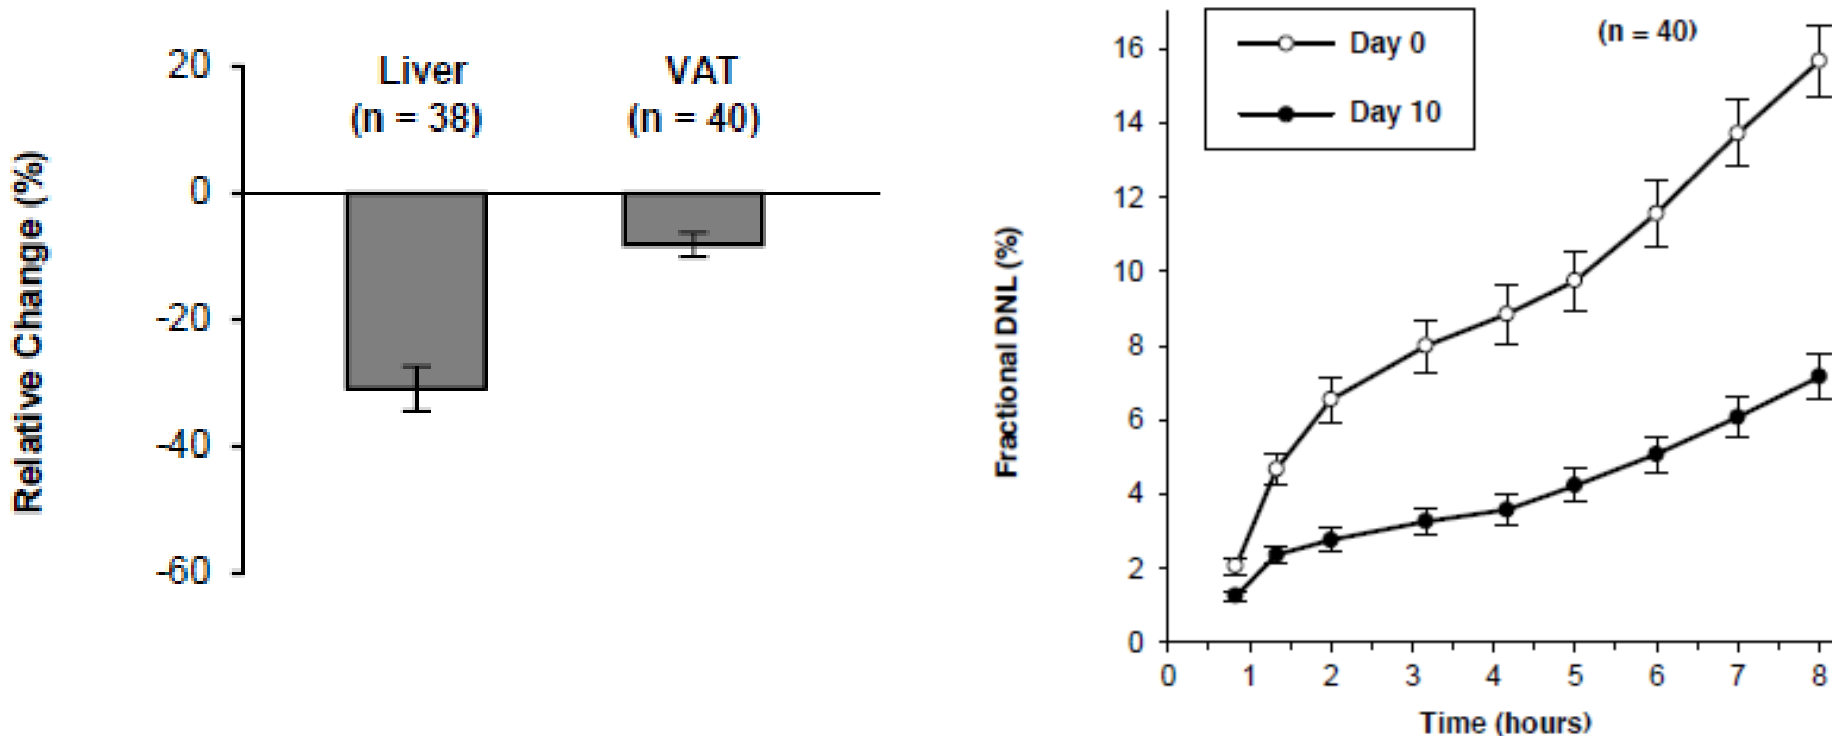 Relative Change (%)
20
0
-20
-40
-60
Liver
(n = 38)
VAT
(n = 40)
Fractional DNL (%)
16
14
12
10
8
6
4
2
0
Day 0
Day 10
(n = 40)
0 1 2 3 4 5 6 7 8
Time (hours)